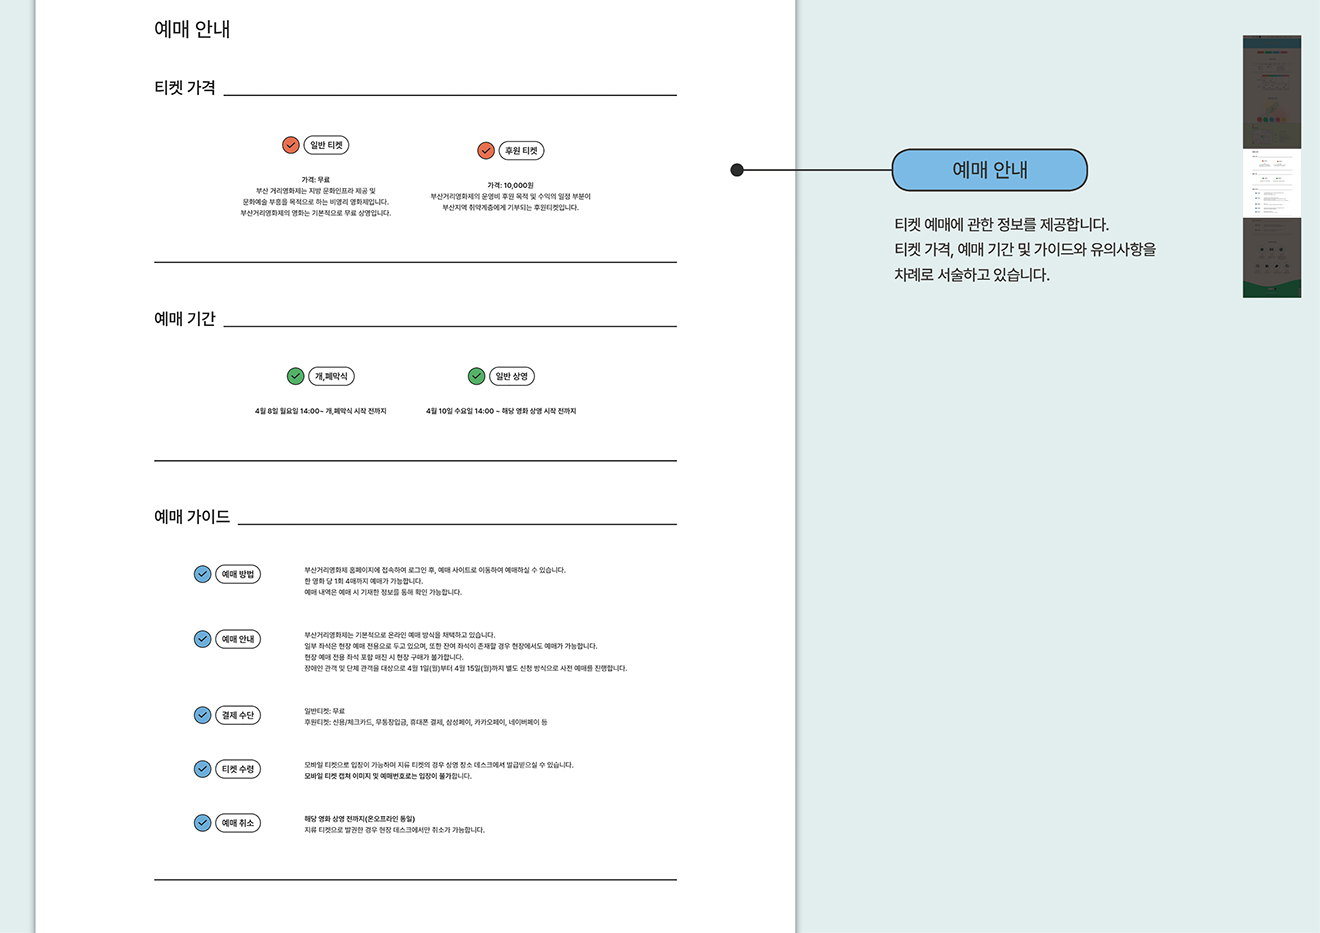 예매 안내
티켓 가격
일반 티켓
가격: 무료
부산 거리영화제는 지방 문화인프라 제공 및
문화예술 부흥을 목적으로 하는 비영리 영화제입니다.
부산거리영화제의 영화는 기본적으로 무료 상영입니다.
후원 티켓
가격: 10,000원
부산거리영화제의 운영비 후원 목적 및 수익의 일정 부분이
부산지역 취약계층에게 기부되는 후원티켓입니다.
예매 기간
개,폐막식
4월 8일 월요일 14:00~ 개,폐막식 시작 전까지
일반 상영
4월 10일 수요일 14:00 ~ 해당 영화 상영 시작 전까지
예매 가이드
예매 방법
부산거리영화제 홈페이지에 접속하여 로그인 후, 예매 사이트로 이동하여 예매하실 수 있습니다.
한 영화 당 1회 4매까지 예매가 가능합니다.
예매 내역은 예매 시 기재한 정보를 통해 확인 가능합니다.
예매 안내
부산거리영화제는 기본적으로 온라인 예매 방식을 채택하고 있습니다.
일부 좌석은 현장 예매 전용으로 두고 있으며, 또한 잔여 좌석이 존재할 경우 현장에서도 예매가 가능합니다.
현장 예매 전용 좌석 포함 매진 시 현장 구매가 불가합니다.
장애인 관객 및 단체 관객을 대상으로 4월 1일(월)부터 4월 15일(월)까지 별도 신청 방식으로 사전 예매를 진행합니다.
결제 수단
일반티켓: 무료
후원티켓: 신용/체크카드, 무통장입금, 휴대폰 결제, 삼성페이, 카카오페이, 네이버페이 등
티켓 수령
모바일 티켓으로 입장이 가능하며 지류 티켓의 경우 상영 장소 데스크에서 발급받으실 수 있습니다.
모바일 티켓 캡쳐 이미지 및 예매번호로는 입장이 불가합니다.
예매 취소
해당 영화 상영 전까지(온오프라인 동일)
지류 티켓으로 발권한 경우 현장 데스크에서만 취소가 가능합니다.
예매 안내
티켓 예매에 관한 정보를 제공합니다.
티켓 가격, 예매 기간 및 가이드와 유의사항을
차례로 서술하고 있습니다.